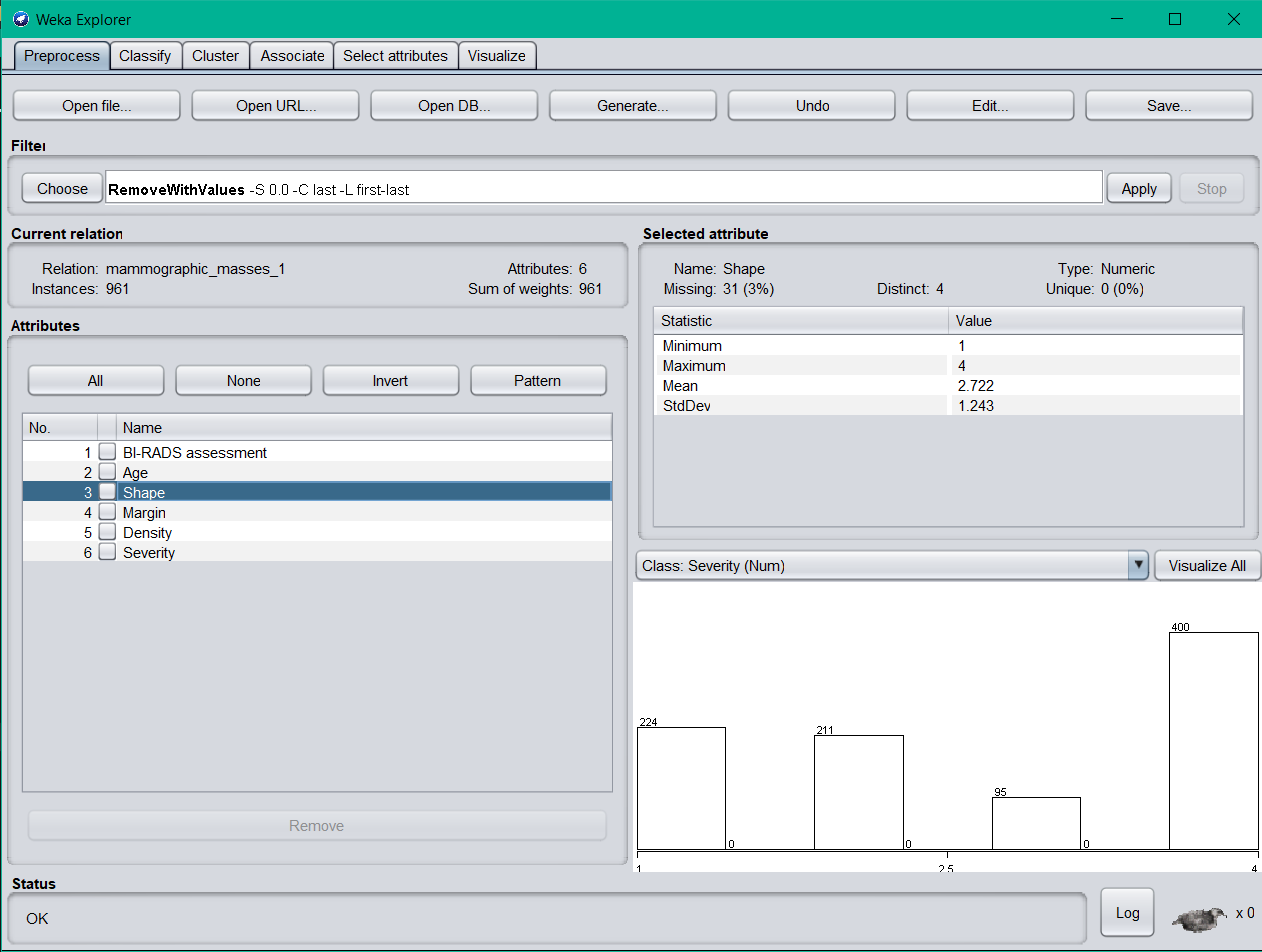 Weka Explorer
Preprocess Classify Cluster Associate Select attributes Visualize
Open file... Open URL... Open DB... Generate... Undo Edit... Save...
Filter
Choose RemoveWithValues -S 0.0 -C last -L first-last Apply Stop
Current relation
Relation: mammographic_masses_1 Attributes: 6
Instances: 961 Sum of weights: 961
Attributes
All None Invert Pattern
No. Name
1 BI-RADS assessment
2 Age
3 Shape
4 Margin
5 Density
6 Severity
Remove
Selected attribute
Name: Shape Type: Numeric
Missing: 31 (3%) Distinct: 4 Unique: 0 (0%)
Statistic Value
Minimum 1
Maximum 4
Mean 2.722
StdDev 1.243
Class: Severity (Num) Visualize All
400
224
211
95
0 0 0
1 2.5 4
Status
OK
Log x 0